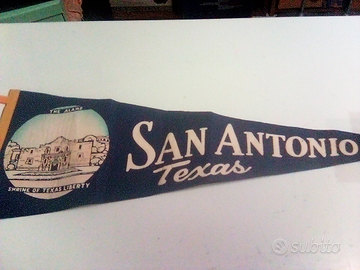 THE ALAMO
SHRINE OF TEXAS LIBERTY
SAN ANTONIO
Texas
subito